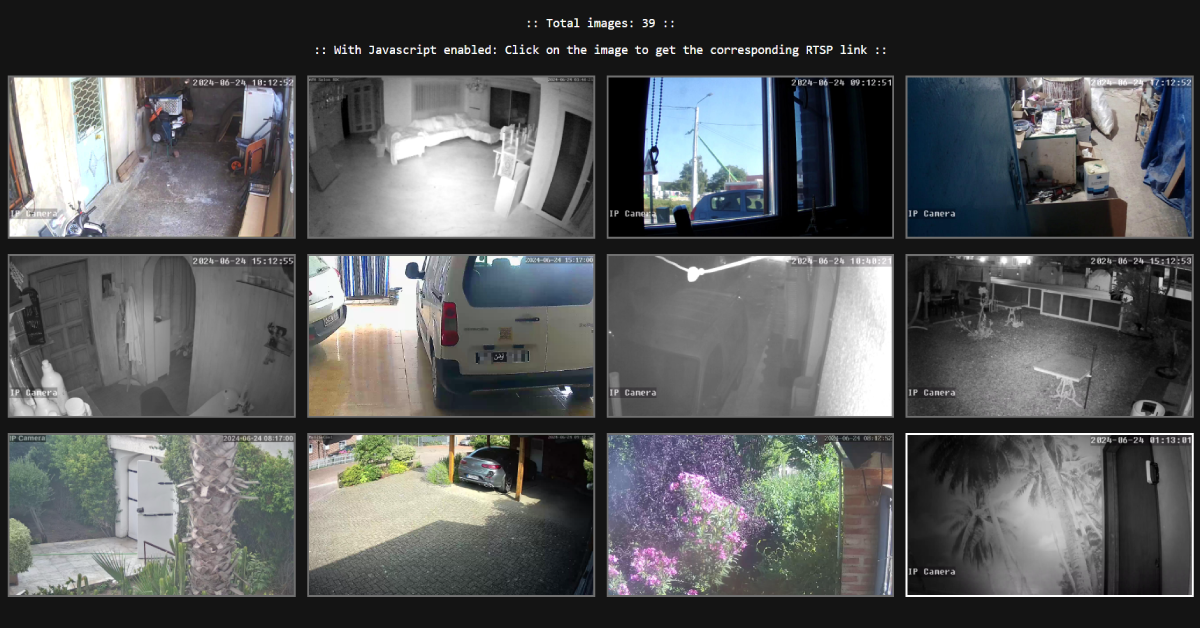 :: Total images: 39 ::
:: With Javascript enabled: Click on the image to get the corresponding RTSP link ::
2024-06-24 10:12:52
IP Camera
2024-06-24 09:12:51
IP Camera
2024-06-24 17:12:52
IP Camera
2024-06-24 15:12:55
IP Camera
2024-06-24 15:17:00
2024-06-24 10:40:21
IP Camera
2024-06-24 15:12:53
IP Camera
IP Camera
2024-06-24 08:17:00
2024-06-24 08:12:52
2024-06-24 01:13:01
IP Camera